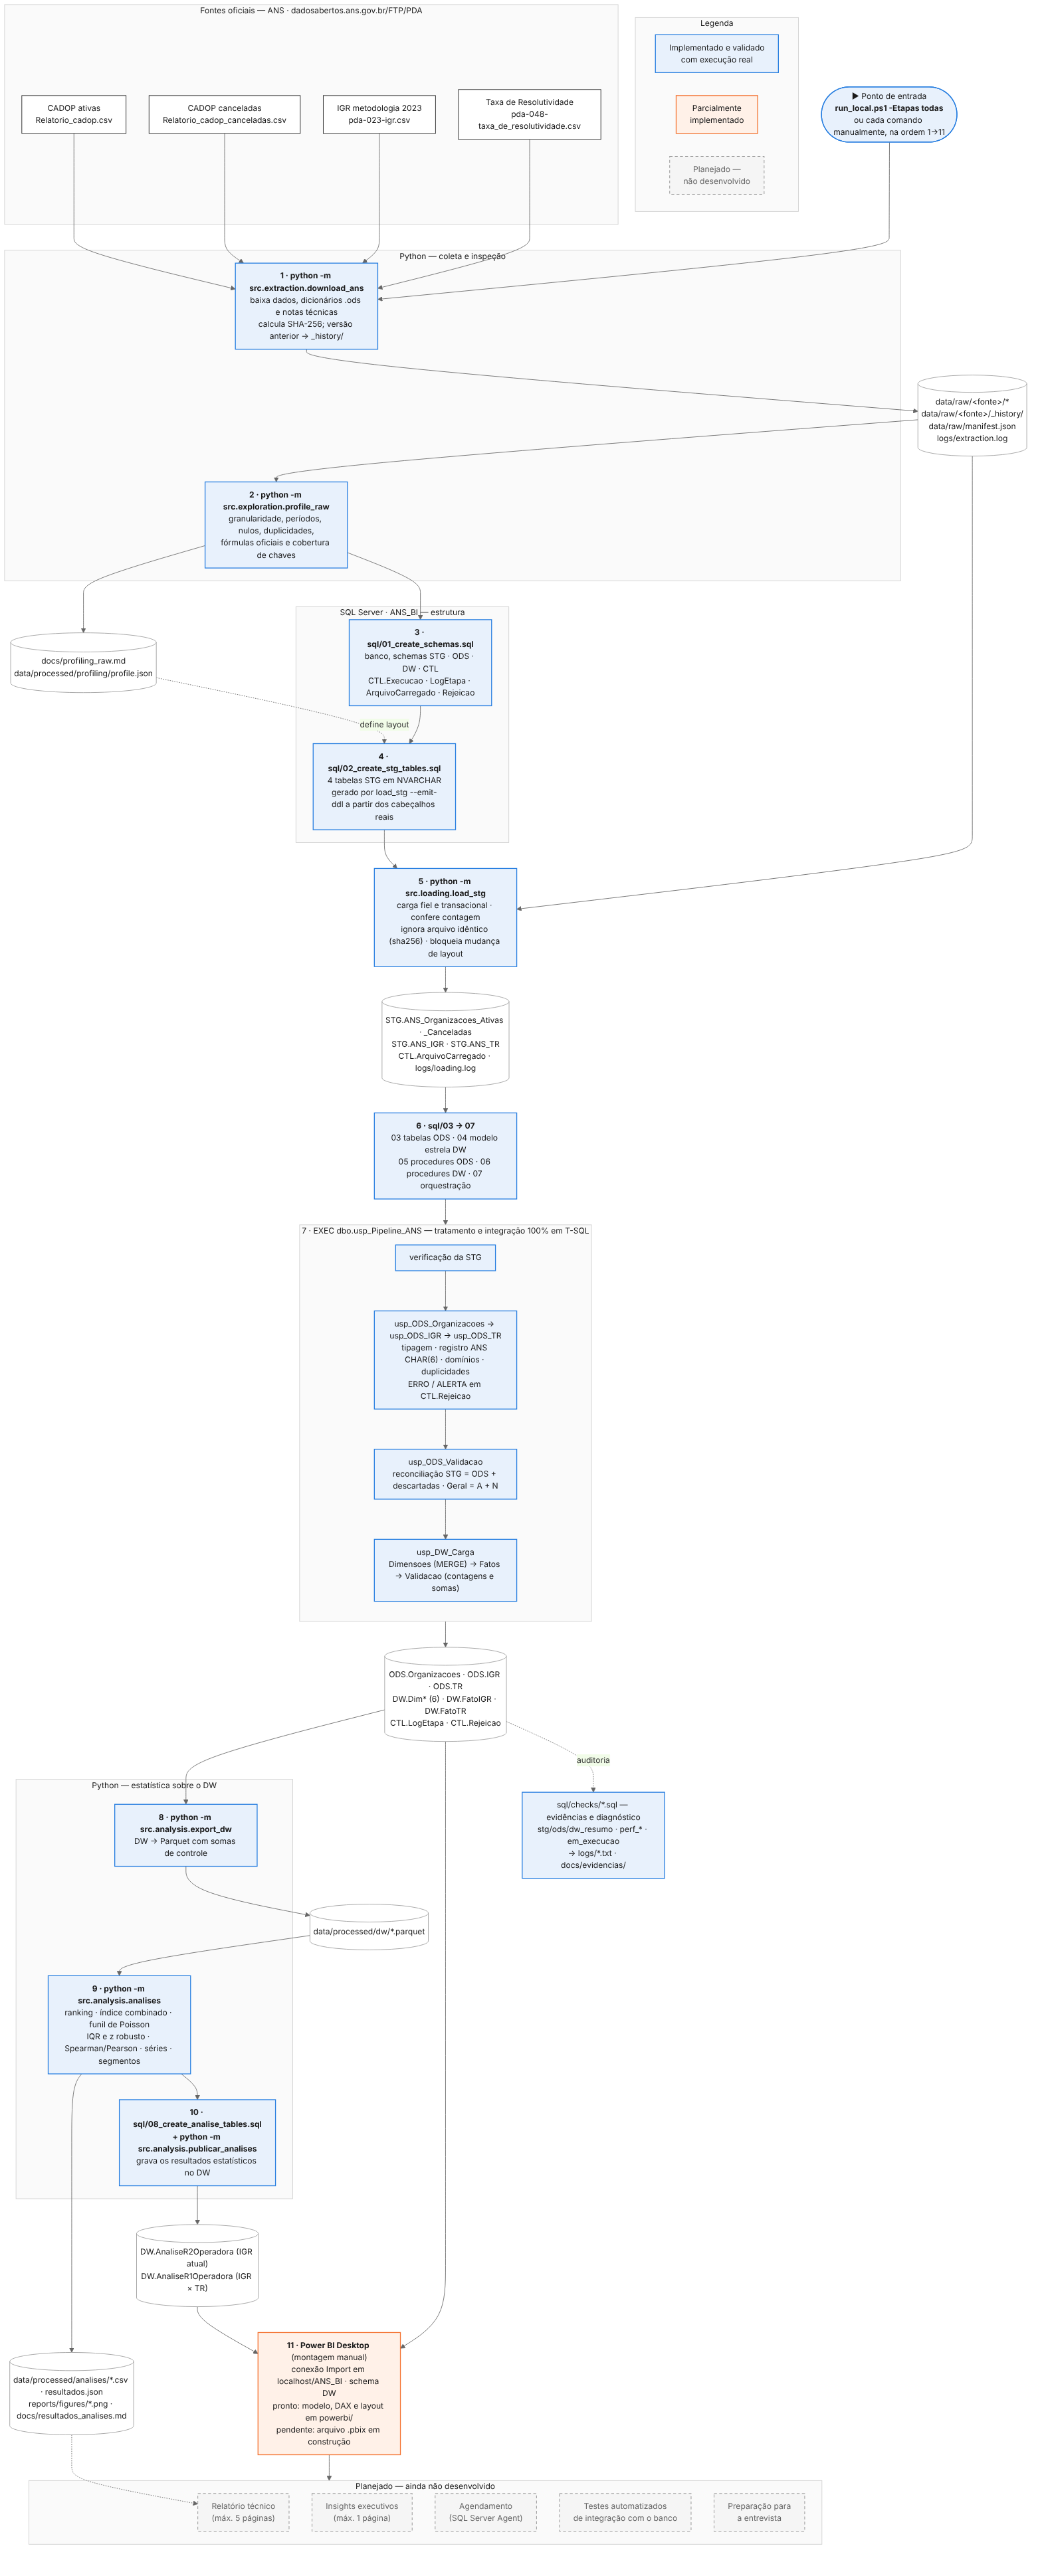 Fontes oficiais — ANS · dadosabertos.ans.gov.br/FTP/PDA
CADOP ativas
Relatorio_cadop.csv
CADOP canceladas
Relatorio_cadop_canceladas.csv
IGR metodologia 2023
pda-023-igr.csv
Taxa de Resolutividade
pda-048-
taxa_de_resolutividade.csv
Legenda
Implementado e validado
com execução real
Parcialmente
implementado
Planejado —
não desenvolvido
▶ Ponto de entrada
run_local.ps1 -Etapas todas
ou cada comando
manualmente, na ordem 1→11
Python — coleta e inspeção
1 · python -m
src.extraction.download_ans
baixa dados, dicionários .ods
e notas técnicas
calcula SHA-256; versão
anterior → _history/
data/raw/<fonte>/*
data/raw/<fonte>/_history/
data/raw/manifest.json
logs/extraction.log
2 · python -m
src.exploration.profile_raw
granularidade, períodos,
nulos, duplicidades,
fórmulas oficiais e cobertura
de chaves
docs/profiling_raw.md
data/processed/profiling/profile.json
SQL Server · ANS_BI — estrutura
3 ·
sql/01_create_schemas.sql
banco, schemas STG · ODS ·
DW · CTL
CTL.Execucao · LogEtapa ·
ArquivoCarregado · Rejeicao
define layout
4 ·
sql/02_create_stg_tables.sql
4 tabelas STG em NVARCHAR
gerado por load_stg --emit-
ddl a partir dos cabeçalhos
reais
5 · python -m
src.loading.load_stg
carga fiel e transacional ·
confere contagem
ignora arquivo idêntico
(sha256) · bloqueia mudança
de layout
STG.ANS_Organizacoes_Ativas
· _Canceladas
STG.ANS_IGR · STG.ANS_TR
CTL.ArquivoCarregado ·
logs/loading.log
6 · sql/03 → 07
03 tabelas ODS · 04 modelo
estrela DW
05 procedures ODS · 06
procedures DW · 07
orquestração
7 · EXEC dbo.usp_Pipeline_ANS — tratamento e integração 100% em T-SQL
verificação da STG
usp_ODS_Organizacoes →
usp_ODS_IGR → usp_ODS_TR
tipagem · registro ANS
CHAR(6) · domínios ·
duplicidades
ERRO / ALERTA em
CTL.Rejeicao
usp_ODS_Validacao
reconciliação STG = ODS +
descartadas · Geral = A + N
usp_DW_Carga
Dimensoes (MERGE) → Fatos
→ Validacao (contagens e
somas)
ODS.Organizacoes · ODS.IGR
· ODS.TR
DW.Dim* (6) · DW.FatoIGR ·
DW.FatoTR
CTL.LogEtapa · CTL.Rejeicao
auditoria
sql/checks/*.sql —
evidências e diagnóstico
stg/ods/dw_resumo · perf_* ·
em_execucao
→ logs/*.txt ·
docs/evidencias/
Python — estatística sobre o DW
8 · python -m
src.analysis.export_dw
DW → Parquet com somas
de controle
data/processed/dw/*.parquet
9 · python -m
src.analysis.analises
ranking · índice combinado ·
funil de Poisson
IQR e z robusto ·
Spearman/Pearson · séries ·
segmentos
10 ·
sql/08_create_analise_tables.sql
+ python -m
src.analysis.publicar_analises
grava os resultados estatísticos
no DW
DW.AnaliseR2Operadora (IGR
atual)
DW.AnaliseR1Operadora (IGR
× TR)
data/processed/analises/*.csv
· resultados.json
reports/figures/*.png ·
docs/resultados_analises.md
11 · Power BI Desktop
(montagem manual)
conexão Import em
localhost/ANS_BI · schema
DW
pronto: modelo, DAX e layout
em powerbi/
pendente: arquivo .pbix em
construção
Planejado — ainda não desenvolvido
Relatório técnico
(máx. 5 páginas)
Insights executivos
(máx. 1 página)
Agendamento
(SQL Server Agent)
Testes automatizados
de integração com o banco
Preparação para
a entrevista